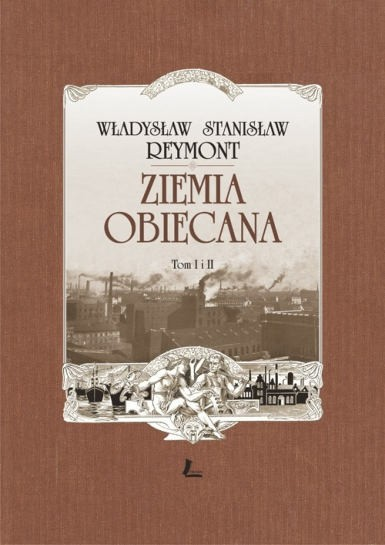 WŁADYSŁAW STANISŁAW
REYMONT
ZIEMIA
OBIECANA
Tom I i II